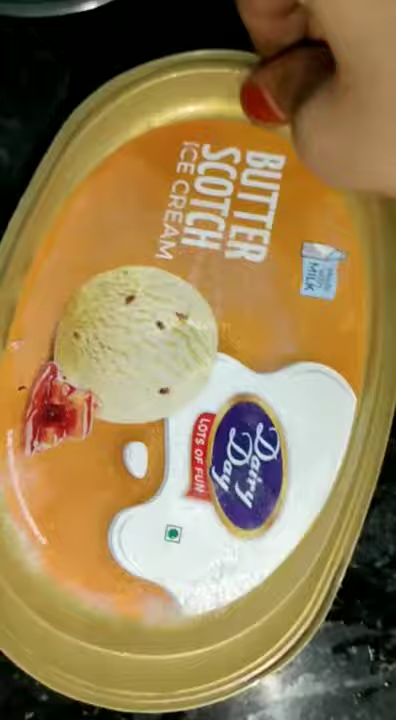 BUTTER
SCOTCH
ICE CREAM
MILK
Dairy
Day
LOTS OF FUN